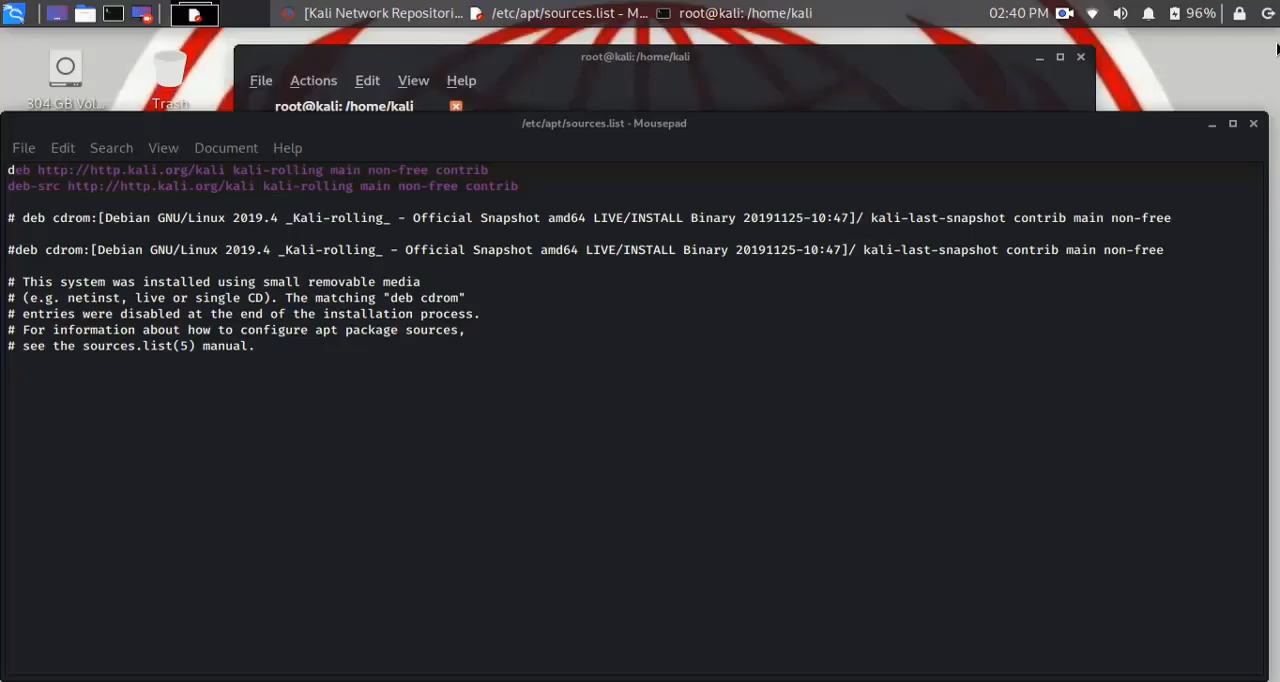 [Kali Network Repositori... /etc/apt/sources.list - M... root@kali: /home/kali 02:40 PM 96%
304 GB Vol... Trash
root@kali: /home/kali
File Actions Edit View Help
root@kali: /home/kali
/etc/apt/sources.list - Mousepad
File Edit Search View Document Help
deb http://http.kali.org/kali kali-rolling main non-free contrib
deb-src http://http.kali.org/kali kali-rolling main non-free contrib
# deb cdrom:[Debian GNU/Linux 2019.4 _Kali-rolling_ - Official Snapshot amd64 LIVE/INSTALL Binary 20191125-10:47]/ kali-last-snapshot contrib main non-free
#deb cdrom:[Debian GNU/Linux 2019.4 _Kali-rolling_ - Official Snapshot amd64 LIVE/INSTALL Binary 20191125-10:47]/ kali-last-snapshot contrib main non-free
# This system was installed using small removable media
# (e.g. netinst, live or single CD). The matching "deb cdrom"
# entries were disabled at the end of the installation process.
# For information about how to configure apt package sources,
# see the sources.list(5) manual.